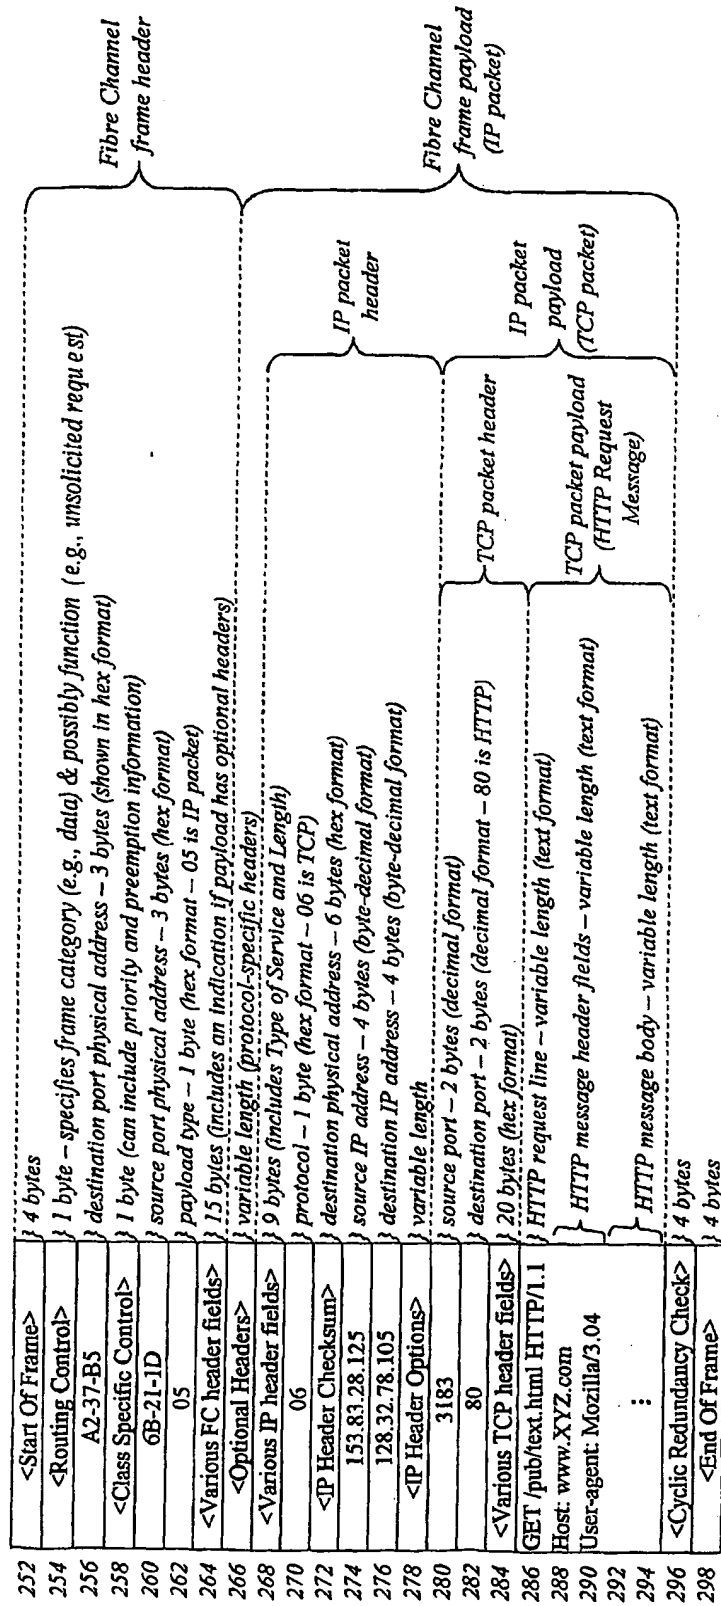 252 <Start Of Frame> } 4 bytes
254 <Routing Control> } 1 byte – specifies frame category (e.g., data) & possibly function (e.g., unsolicited request)
256 A2-37-B5 } destination port physical address – 3 bytes (shown in hex format)
258 <Class Specific Control> } 1 byte (can include priority and preemption information)
260 6B-21-1D } source port physical address – 3 bytes (hex format)
262 05 } payload type – 1 byte (hex format – 05 is IP packet)
264 <Various FC header fields> } 15 bytes (includes an indication if payload has optional headers)
266 <Optional Headers> } variable length (protocol-specific headers)
268 <Various IP header fields> } 9 bytes (includes Type of Service and Length)
270 06 } protocol – 1 byte (hex format – 06 is TCP)
272 <IP Header Checksum> } destination physical address – 6 bytes (hex format)
274 153.83.28.125 } source IP address – 4 bytes (byte-decimal format)
276 128.32.78.105 } destination IP address – 4 bytes (byte-decimal format)
278 <IP Header Options> } variable length
280 3183 } source port – 2 bytes (decimal format)
282 80 } destination port – 2 bytes (decimal format – 80 is HTTP)
284 <Various TCP header fields> } 20 bytes (hex format)
286 GET /pub/text.html HTTP/1.1 } HTTP request line – variable length (text format)
288 Host: www.XYZ.com
290 User-agent: Mozilla/3.04
HTTP message header fields – variable length (text format)
292
294 ⋮
HTTP message body – variable length (text format)
296 <Cyclic Redundancy Check> } 4 bytes
298 <End Of Frame> } 4 bytes
TCP packet header
TCP packet payload
(HTTP Request
Message)
IP packet
header
IP packet
payload
(TCP packet)
Fibre Channel
frame header
Fibre Channel
frame payload
(IP packet)